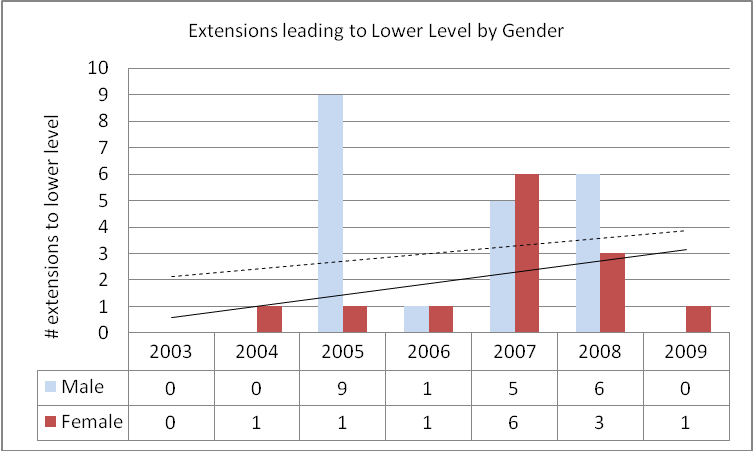 Extensions leading to Lower Level by Gender
# extensions to lower level
10
9
8
7
6
5
4
3
2
1
0
2003 2004 2005 2006 2007 2008 2009
Male 0 0 9 1 5 6 0
Female 0 1 1 1 6 3 1